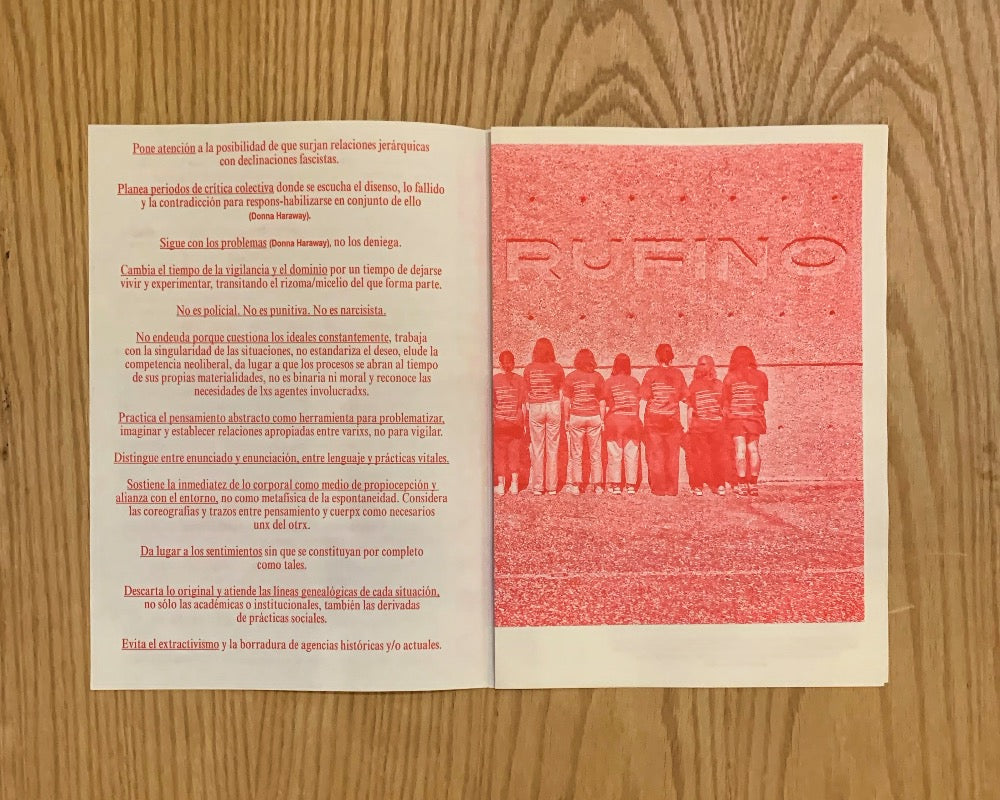 Pone atención a la posibilidad de que surjan relaciones jerárquicas
con declinaciones fascistas.
Planea periodos de crítica colectiva donde se escucha el disenso, lo fallido
y la contradicción para respons-habilizarse en conjunto de ello
(Donna Haraway).
Sigue con los problemas (Donna Haraway), no los deniega.
Cambia el tiempo de la vigilancia y el dominio por un tiempo de dejarse
vivir y experimentar, transitando el rizoma/micelio del que forma parte.
No es policial. No es punitiva. No es narcisista.
No endeuda porque cuestiona los ideales constantemente, trabaja
con la singularidad de las situaciones, no estandariza el deseo, elude la
competencia neoliberal, da lugar a que los procesos se abran al tiempo
de sus propias materialidades, no es binaria ni moral y reconoce las
necesidades de lxs agentes involucradxs.
Practica el pensamiento abstracto como herramienta para problematizar,
imaginar y establecer relaciones apropiadas entre varixs, no para vigilar.
Distingue entre enunciado y enunciación, entre lenguaje y prácticas vitales.
Sostiene la inmediatez de lo corporal como medio de propiocepción y
alianza con el entorno, no como metafísica de la espontaneidad. Considera
las coreografías y trazos entre pensamiento y cuerpx como necesarios
unx del otrx.
Da lugar a los sentimientos sin que se constituyan por completo
como tales.
Descarta lo original y atiende las líneas genealógicas de cada situación,
no sólo las académicas o institucionales, también las derivadas
de prácticas sociales.
Evita el extractivismo y la borradura de agencias históricas y/o actuales.
RUFINO